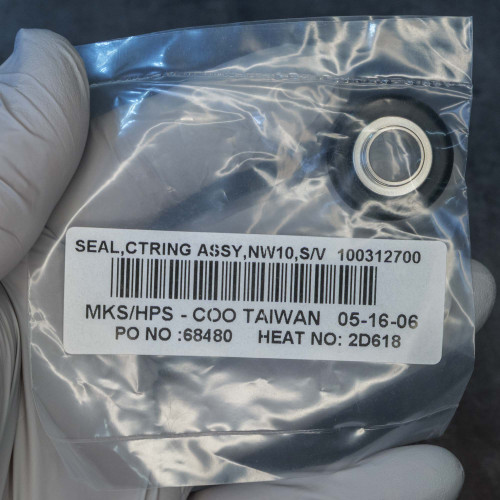 SEAL,CTRING ASSY,NW10,S/V 100312700
MKS/HPS - COO TAIWAN 05-16-06
PO NO :68480 HEAT NO: 2D618